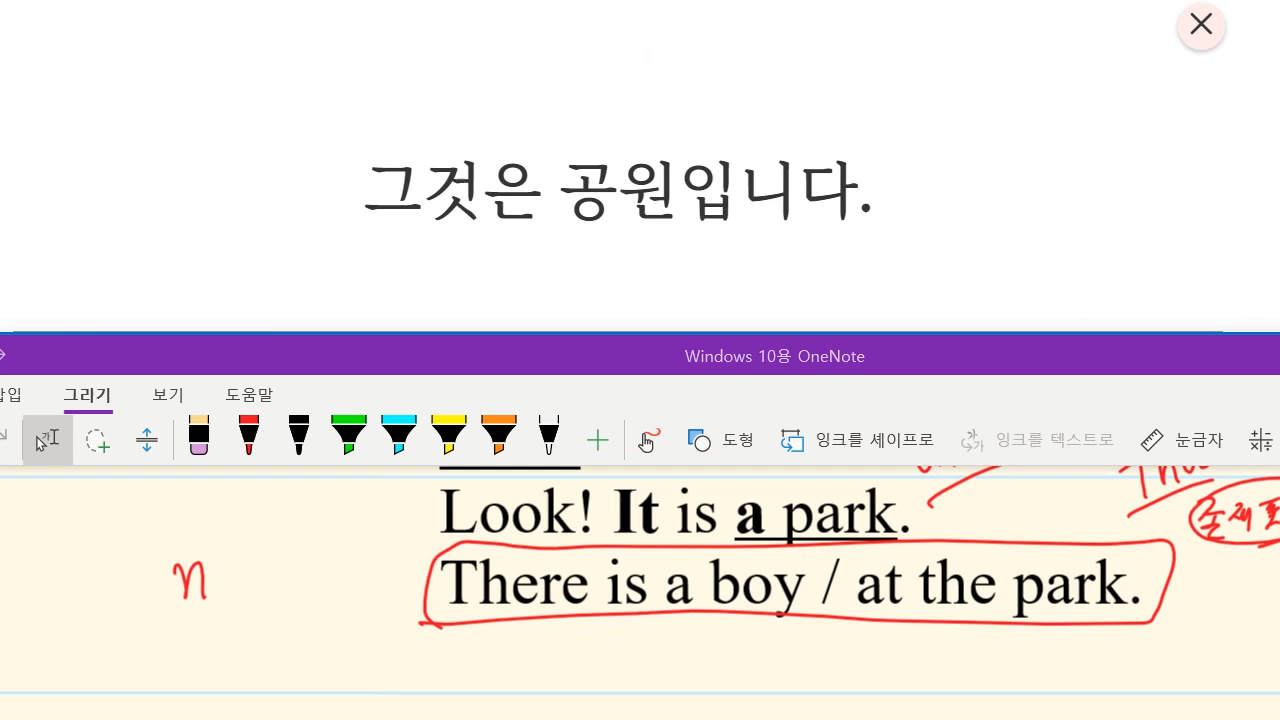 그것은 공원입니다.
Windows 10용 OneNote
삽입 그리기 보기 도움말
도형 잉크를 셰이프로 잉크를 텍스트로 눈금자
Look! It is a park.
n There is a boy / at the park.